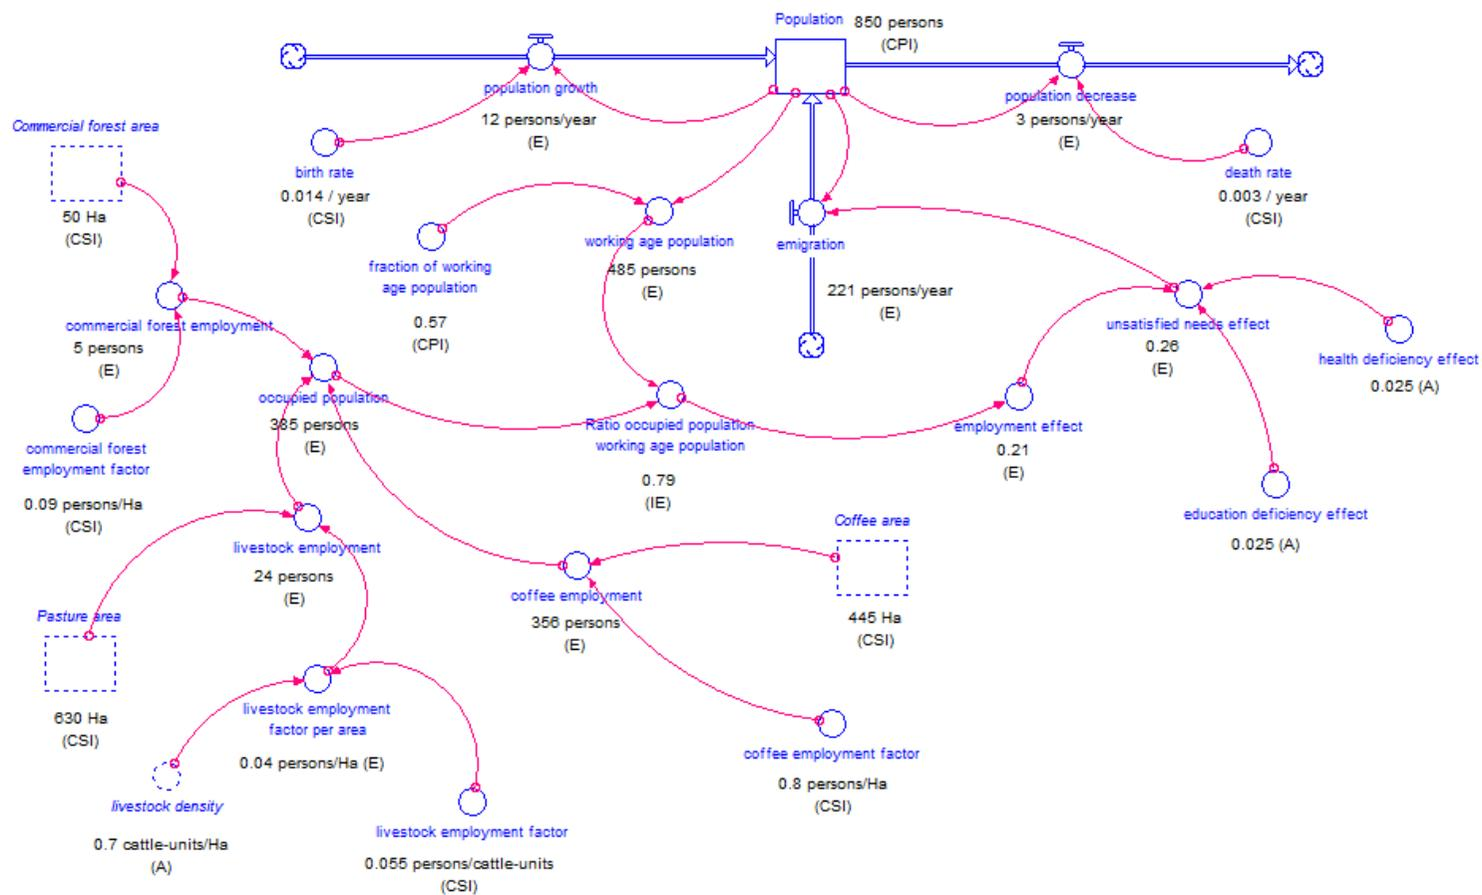 Population
850 persons
(CPI)
population growth
12 persons/year
(E)
population decrease
3 persons/year
(E)
Commercial forest area
50 Ha
(CSI)
birth rate
0.014 / year
(CSI)
death rate
0.003 / year
(CSI)
fraction of working
age population
0.57
(CPI)
working age population
485 persons
(E)
emigration
221 persons/year
(E)
commercial forest employment
5 persons
(E)
unsatisfied needs effect
0.26
(E)
health deficiency effect
0.025 (A)
occupied population
385 persons
(E)
commercial forest
employment factor
0.09 persons/Ha
(CSI)
Ratio occupied population
working age population
0.79
(IE)
employment effect
0.21
(E)
education deficiency effect
0.025 (A)
livestock employment
24 persons
(E)
Coffee area
445 Ha
(CSI)
coffee employment
356 persons
(E)
Pasture area
630 Ha
(CSI)
livestock employment
factor per area
0.04 persons/Ha (E)
coffee employment factor
0.8 persons/Ha
(CSI)
livestock density
0.7 cattle-units/Ha
(A)
livestock employment factor
0.055 persons/cattle-units
(CSI)